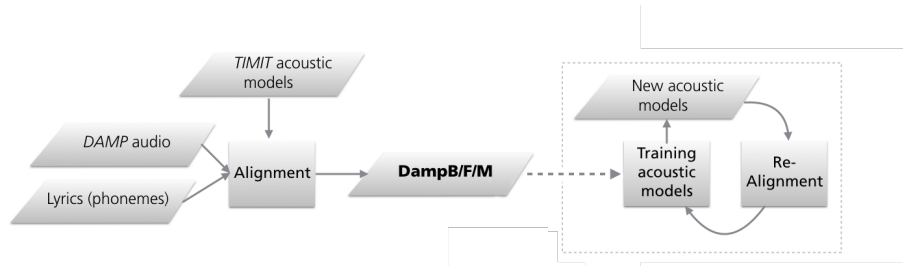 TIMIT acoustic
models
DAMP audio
Lyrics (phonemes)
Alignment
DampB/F/M
New acoustic
models
Training
acoustic
models
Re-
Alignment